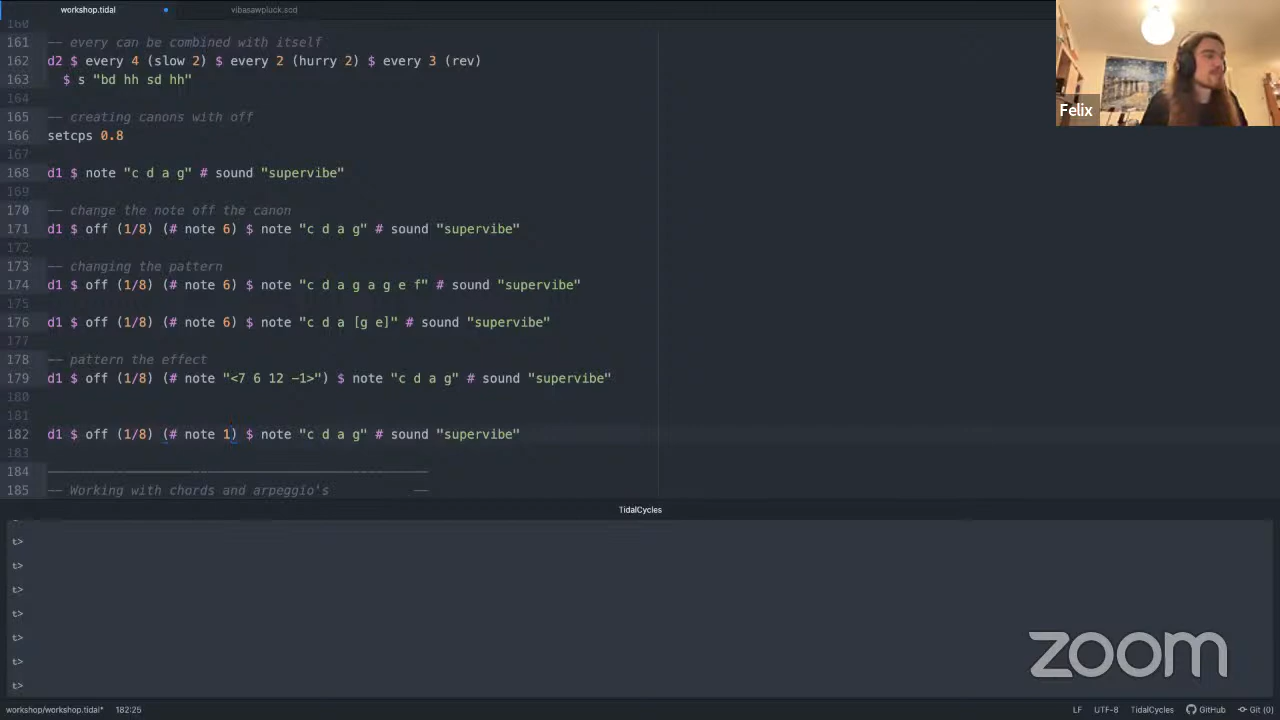 workshop.tidal
vibasawpluck.scd
160
161 -- every can be combined with itself
162 d2 $ every 4 (slow 2) $ every 2 (hurry 2) $ every 3 (rev)
163 $ s "bd hh sd hh"
164
165 -- creating canons with off
166 setcps 0.8
167
168 d1 $ note "c d a g" # sound "supervibe"
169
170 -- change the note off the canon
171 d1 $ off (1/8) (# note 6) $ note "c d a g" # sound "supervibe"
172
173 -- changing the pattern
174 d1 $ off (1/8) (# note 6) $ note "c d a g a g e f" # sound "supervibe"
175
176 d1 $ off (1/8) (# note 6) $ note "c d a [g e]" # sound "supervibe"
177
178 -- pattern the effect
179 d1 $ off (1/8) (# note "<7 6 12 -1>") $ note "c d a g" # sound "supervibe"
180
181
182 d1 $ off (1/8) (# note 1) $ note "c d a g" # sound "supervibe"
183
184 --------------------------------------------------
185 -- Working with chords and arpeggio's --
Felix
TidalCycles
t>
t>
t>
t>
t>
t>
t>
zoom
workshop/workshop.tidal* 182:25 LF UTF-8 TidalCycles GitHub Git (0)